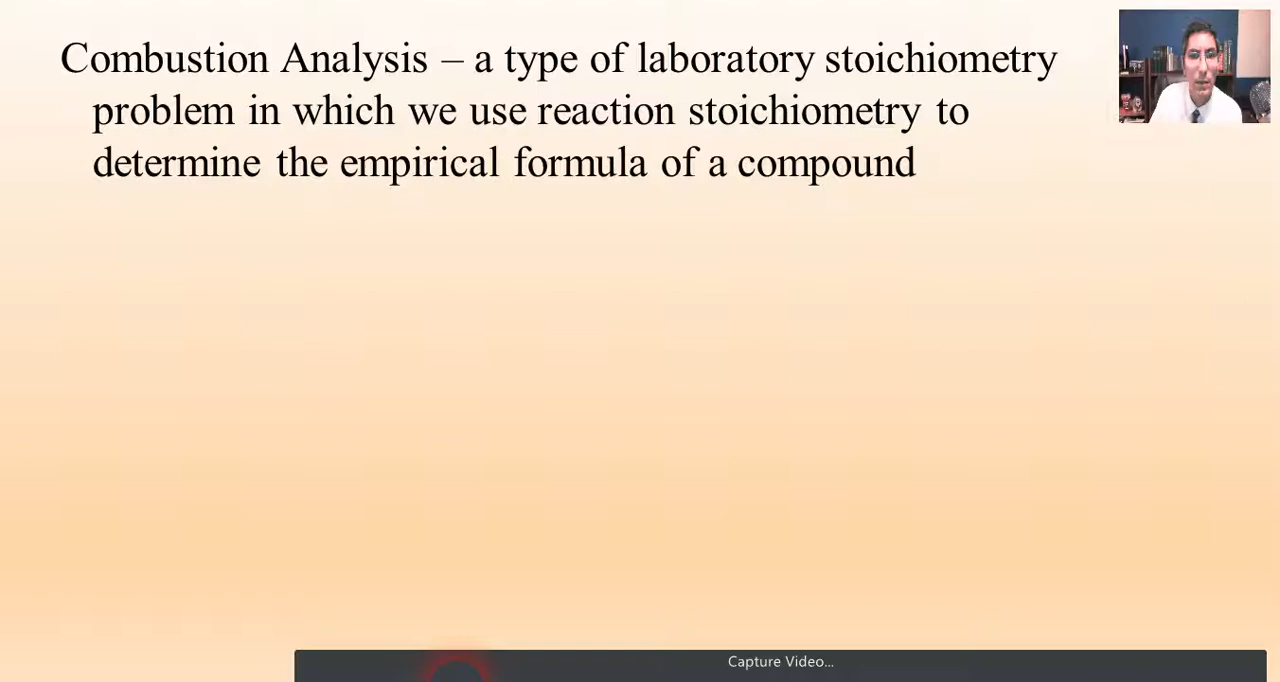 Combustion Analysis – a type of laboratory stoichiometry
problem in which we use reaction stoichiometry to
determine the empirical formula of a compound
Capture Video...